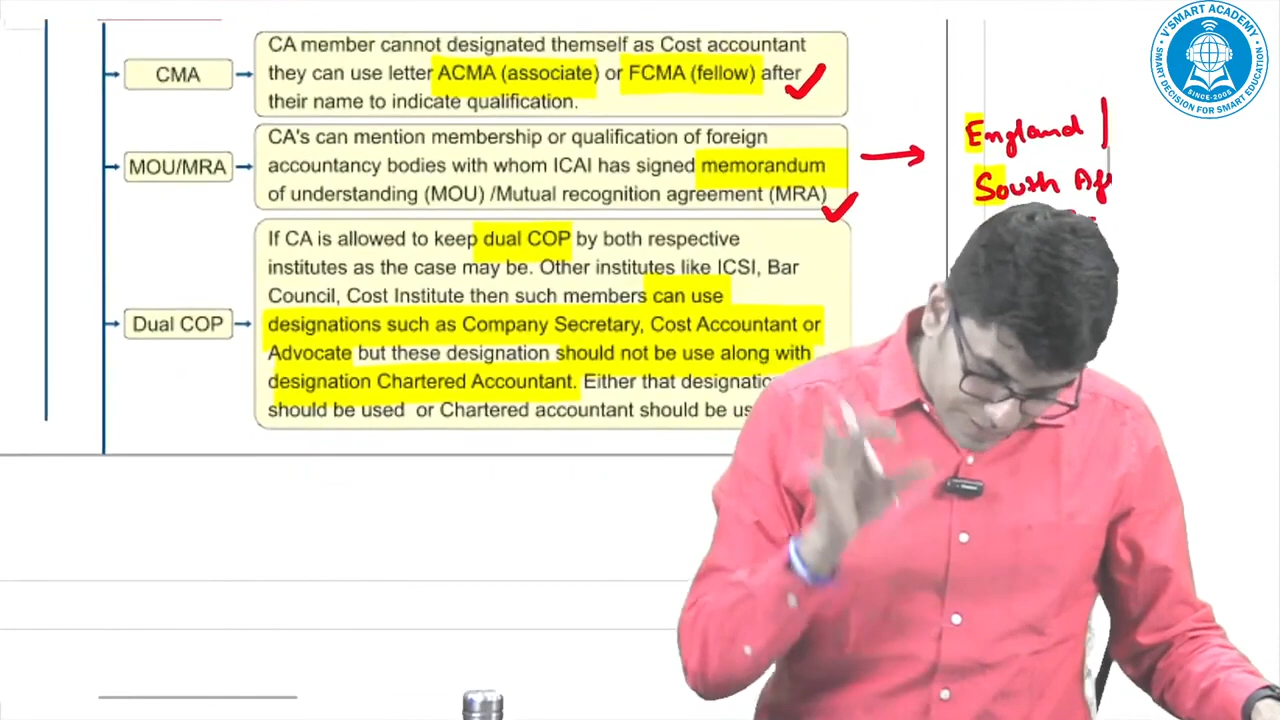 CMA
CA member cannot designated themself as Cost accountant
they can use letter ACMA (associate) or FCMA (fellow) after
their name to indicate qualification.
MOU/MRA
CA's can mention membership or qualification of foreign
accountancy bodies with whom ICAI has signed memorandum
of understanding (MOU) /Mutual recognition agreement (MRA)
Dual COP
If CA is allowed to keep dual COP by both respective
institutes as the case may be. Other institutes like ICSI, Bar
Council, Cost Institute then such members can use
designations such as Company Secretary, Cost Accountant or
Advocate but these designation should not be use along with
designation Chartered Accountant. Either that
should be used or Chartered accountant should be
England
South
V'SMART ACADEMY
SMART DECISION FOR SMART EDUCATION
SINCE-2005